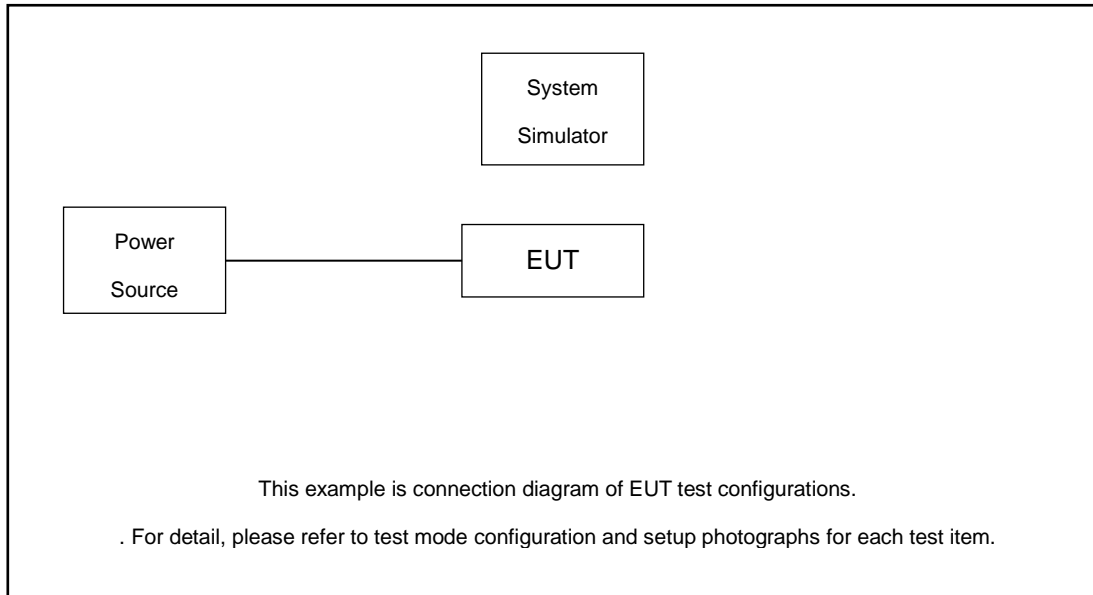 System
Simulator
Power
Source
EUT
This example is connection diagram of EUT test configurations.
. For detail, please refer to test mode configuration and setup photographs for each test item.